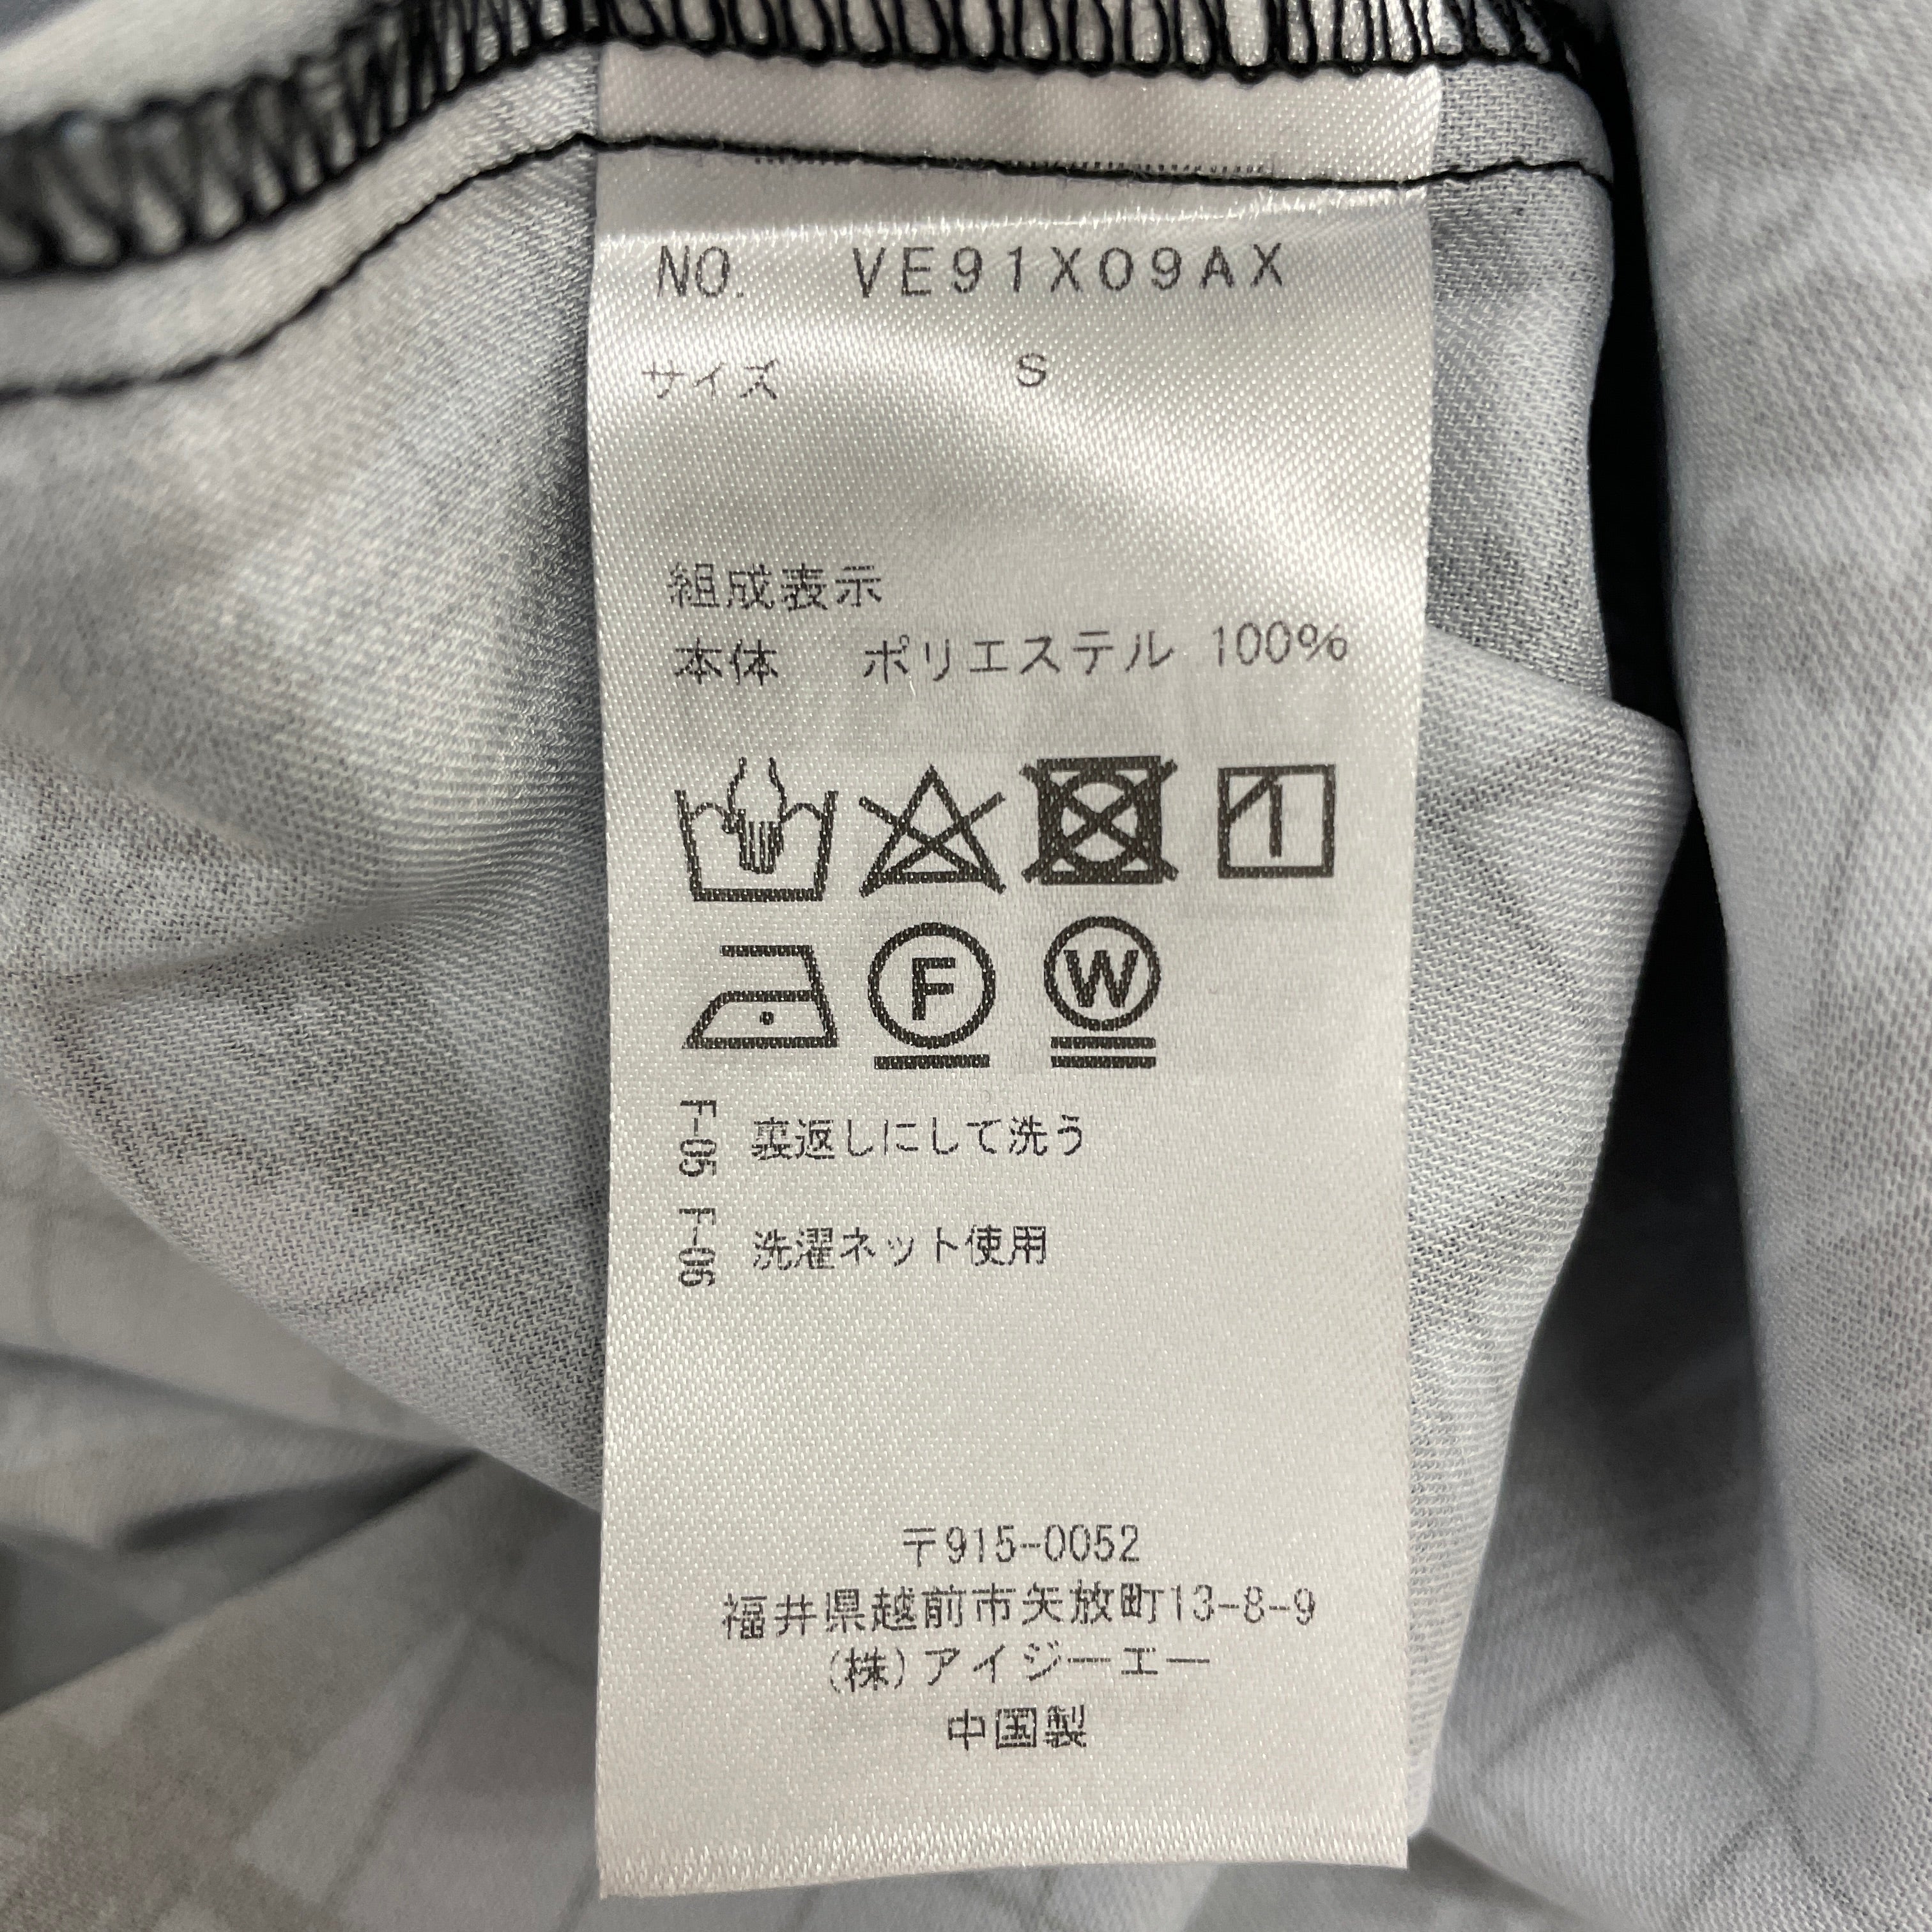 NO. VE91X09AX
サイズ S
組成表示
本体 ポリエステル 100%
F
W
F-05 裏返しにして洗う
F-06 洗濯ネット使用
〒915-0052
福井県越前市矢放町13-8-9
(株)アイジーエー
中国製